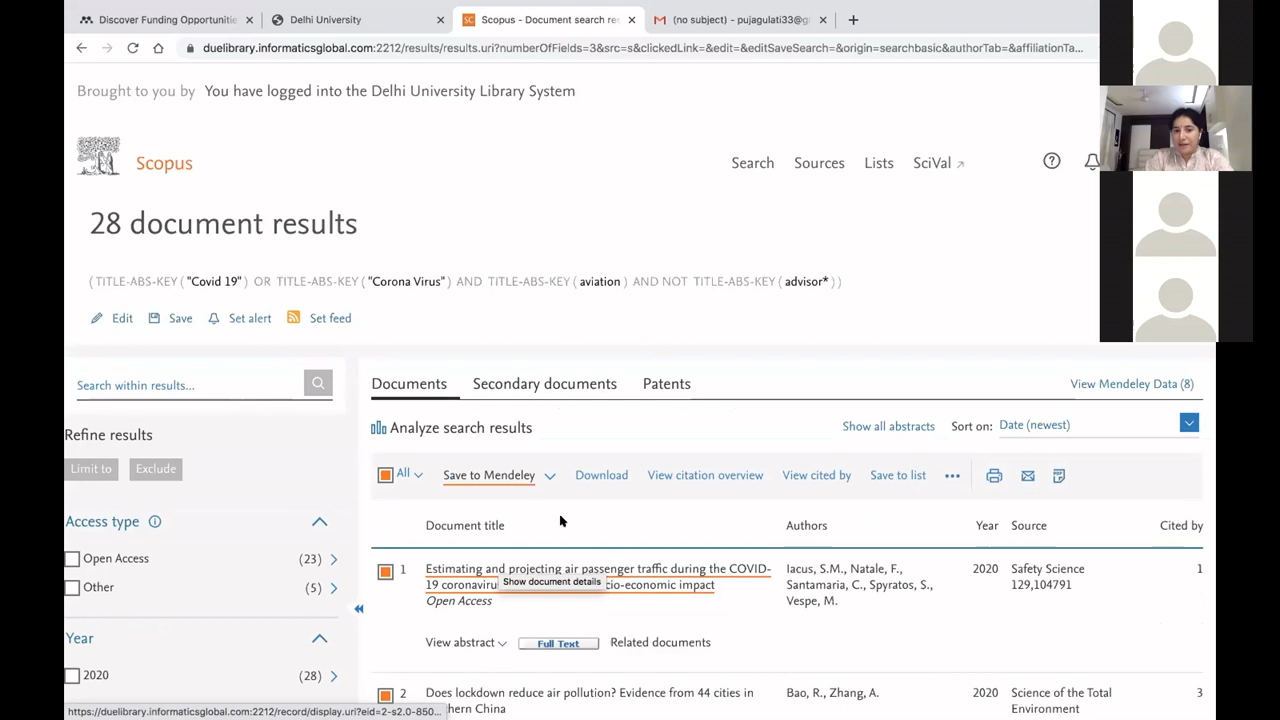 Discover Funding Opportunitie
Delhi University
Scopus - Document search res
(no subject) - pujagulati33@g
duelibrary.informaticsglobal.com:2212/results/results.uri?numberOfFields=3&src=s&clickedLink=&edit=&editSaveSearch=&origin=searchbasic&authorTab=&affiliationTa...
Brought to you by You have logged into the Delhi University Library System
Scopus
Search Sources Lists SciVal
28 document results
( TITLE-ABS-KEY ( "Covid 19" ) OR TITLE-ABS-KEY ( "Corona Virus" ) AND TITLE-ABS-KEY ( aviation ) AND NOT TITLE-ABS-KEY ( advisor* ) )
Edit Save Set alert Set feed
Search within results...
Documents Secondary documents Patents View Mendeley Data (8)
Refine results
Analyze search results Show all abstracts Sort on: Date (newest)
Limit to Exclude
All Save to Mendeley Download View citation overview View cited by Save to list •••
Access type
Document title Authors Year Source Cited by
Open Access (23)
Other (5)
1 Estimating and projecting air passenger traffic during the COVID- Iacus, S.M., Natale, F., 2020 Safety Science 1
19 Santamaria, C., Spyratos, S., 129,104791
Show document details
socio-economic impact
Open Access Vespe, M.
Year
View abstract Full Text Related documents
2020 (28)
2 Does lockdown reduce air pollution? Evidence from 44 cities in Bao, R., Zhang, A. 2020 Science of the Total 3
China Environment
https://duelibrary.informaticsglobal.com:2212/record/display.uri?eid=2-s2.0-850...